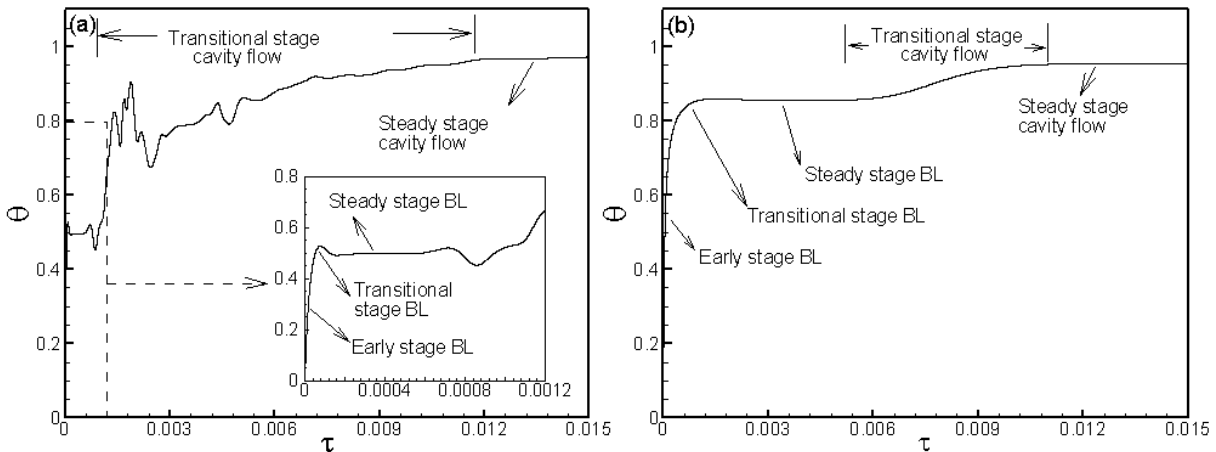 (a)
Transitional stage
cavity flow
Steady stage
cavity flow
1
0.8
0.6
0.4
0.2
0
Θ
0
0.003
0.006
0.009
0.012
0.015
τ
0.8
0.6
0.4
0.2
0
0
0.0004
0.0008
0.0012
Steady stage BL
Transitional
stage BL
Early stage BL
(b)
Transitional stage
cavity flow
Steady stage
cavity flow
Steady stage BL
Transitional stage BL
Early stage BL
1
0.8
0.6
0.4
0.2
0
Θ
0
0.003
0.006
0.009
0.012
0.015
τ